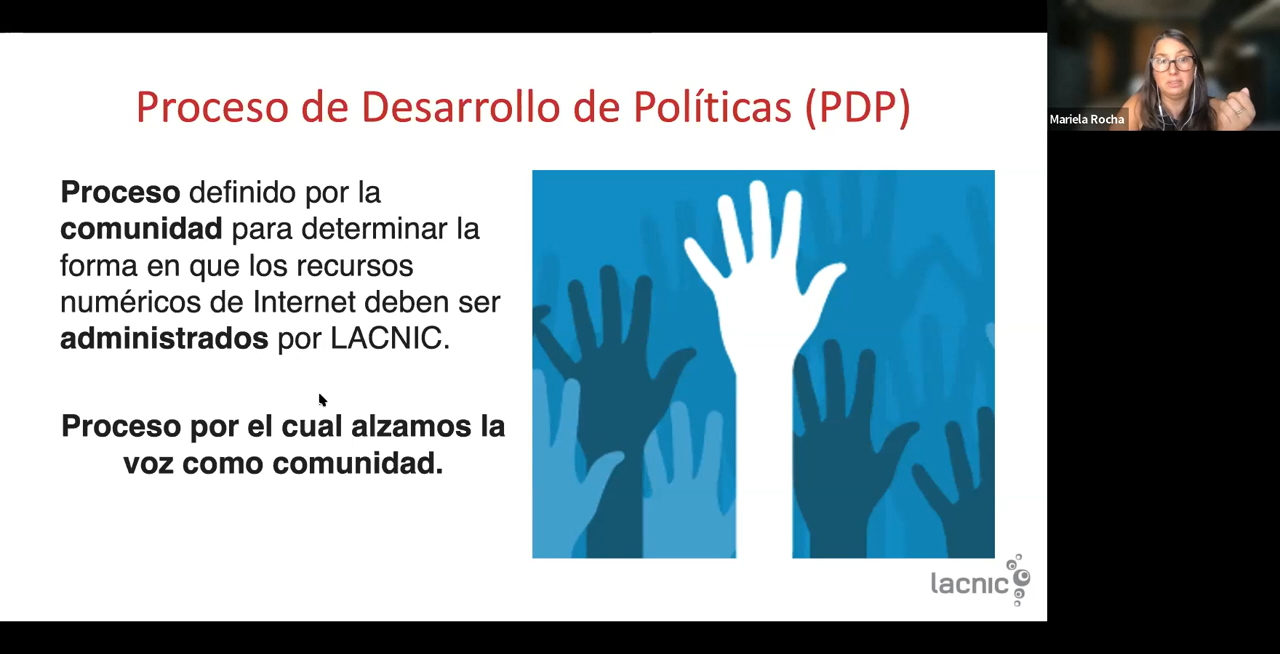 Proceso de Desarrollo de Políticas (PDP)
Proceso definido por la
comunidad para determinar la
forma en que los recursos
numéricos de Internet deben ser
administrados por LACNIC.
Proceso por el cual alzamos la
voz como comunidad.
lacnic
Mariela Rocha